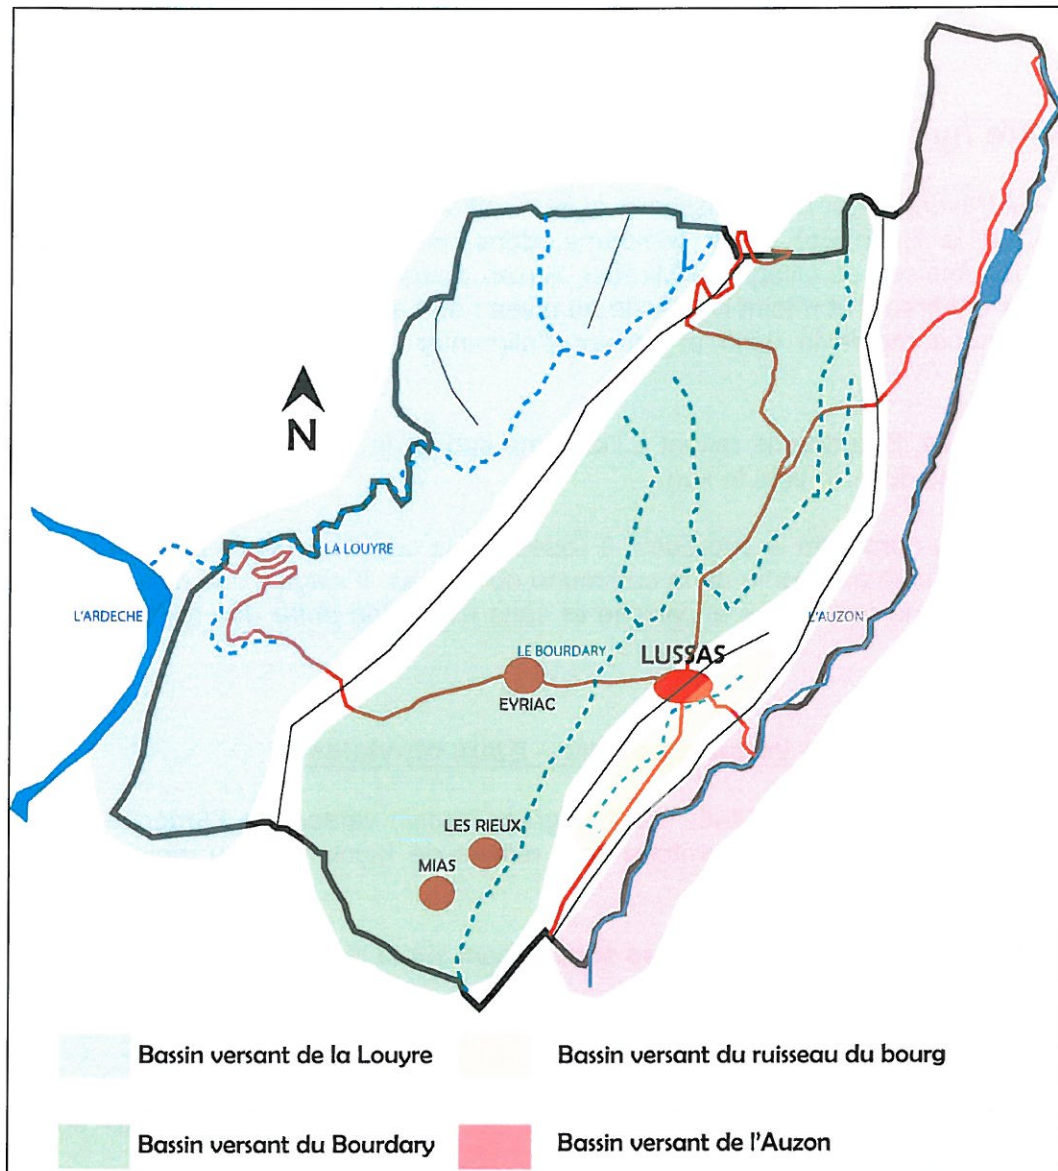 N
LA LOUYRE
L'ARDECHE
L'AUZON
LE BOURDARY
LUSSAS
EYRIAC
LES RIEUX
MIAS
Bassin versant de la Louyre
Bassin versant du ruisseau du bourg
Bassin versant du Bourdary
Bassin versant de l'Auzon